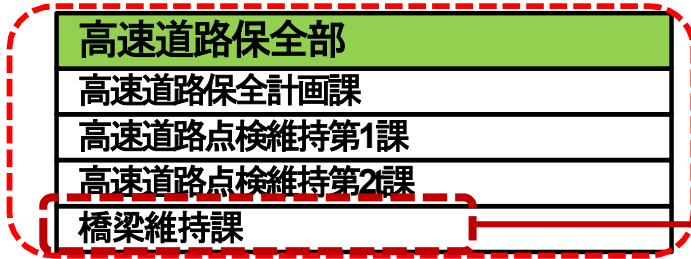 高速道路保全部
高速道路保全計画課
高速道路点検維持第1課
高速道路点検維持第2t課
橋梁維持課